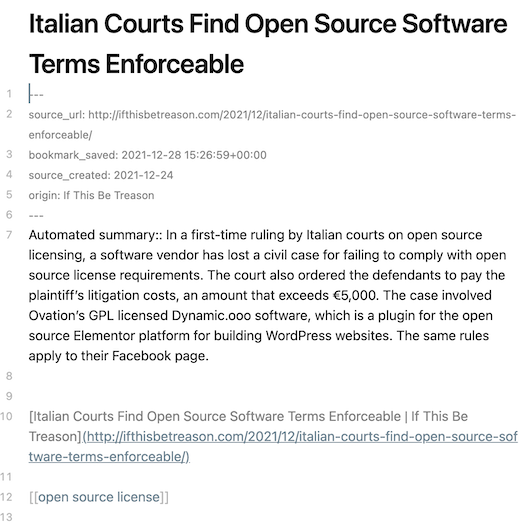 Italian Courts Find Open Source Software
Terms Enforceable
1 ---
2 source_url: http://ifthisbetreason.com/2021/12/italian-courts-find-open-source-software-terms-
enforceable/
3 bookmark_saved: 2021-12-28 15:26:59+00:00
4 source_created: 2021-12-24
5 origin: If This Be Treason
6 ---
7 Automated summary:: In a first-time ruling by Italian courts on open source
licensing, a software vendor has lost a civil case for failing to comply with open
source license requirements. The court also ordered the defendants to pay the
plaintiff's litigation costs, an amount that exceeds €5,000. The case involved
Ovation's GPL licensed Dynamic.ooo software, which is a plugin for the open
source Elementor platform for building WordPress websites. The same rules
apply to their Facebook page.
8
9
10 [Italian Courts Find Open Source Software Terms Enforceable | If This Be
Treason](http://ifthisbetreason.com/2021/12/italian-courts-find-open-source-sof
tware-terms-enforceable/)
11
12 [[open source license]]
13